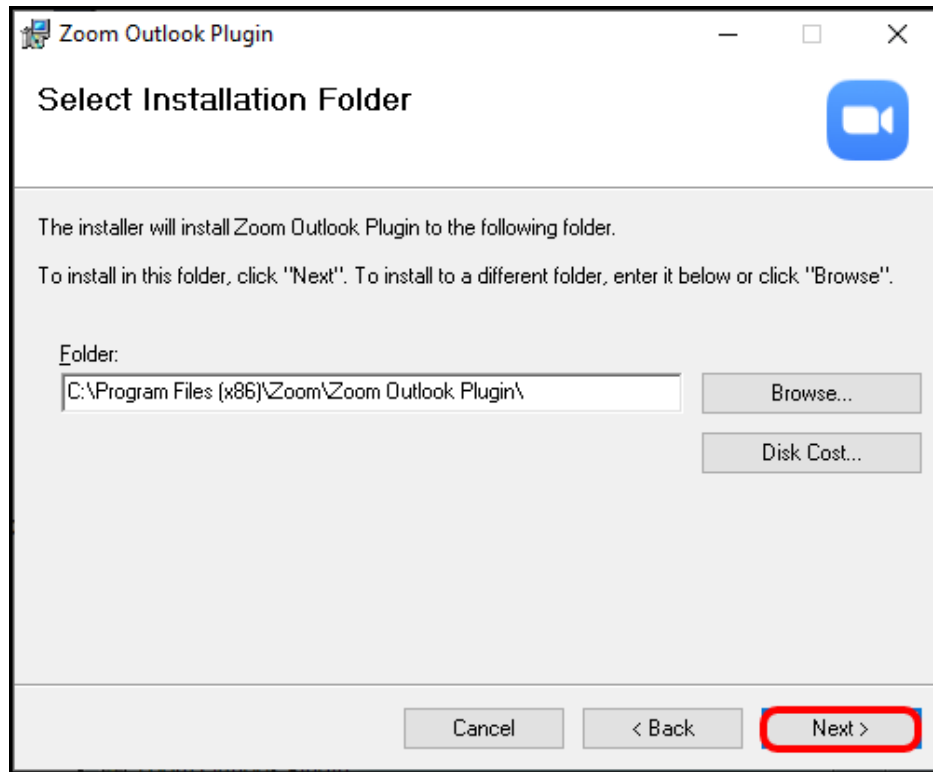 Zoom Outlook Plugin
Select Installation Folder
The installer will install Zoom Outlook Plugin to the following folder.
To install in this folder, click "Next". To install to a different folder, enter it below or click "Browse".
Folder:
C:\Program Files (x86)\Zoom\Zoom Outlook Plugin\
Browse...
Disk Cost...
Cancel
< Back
Next >